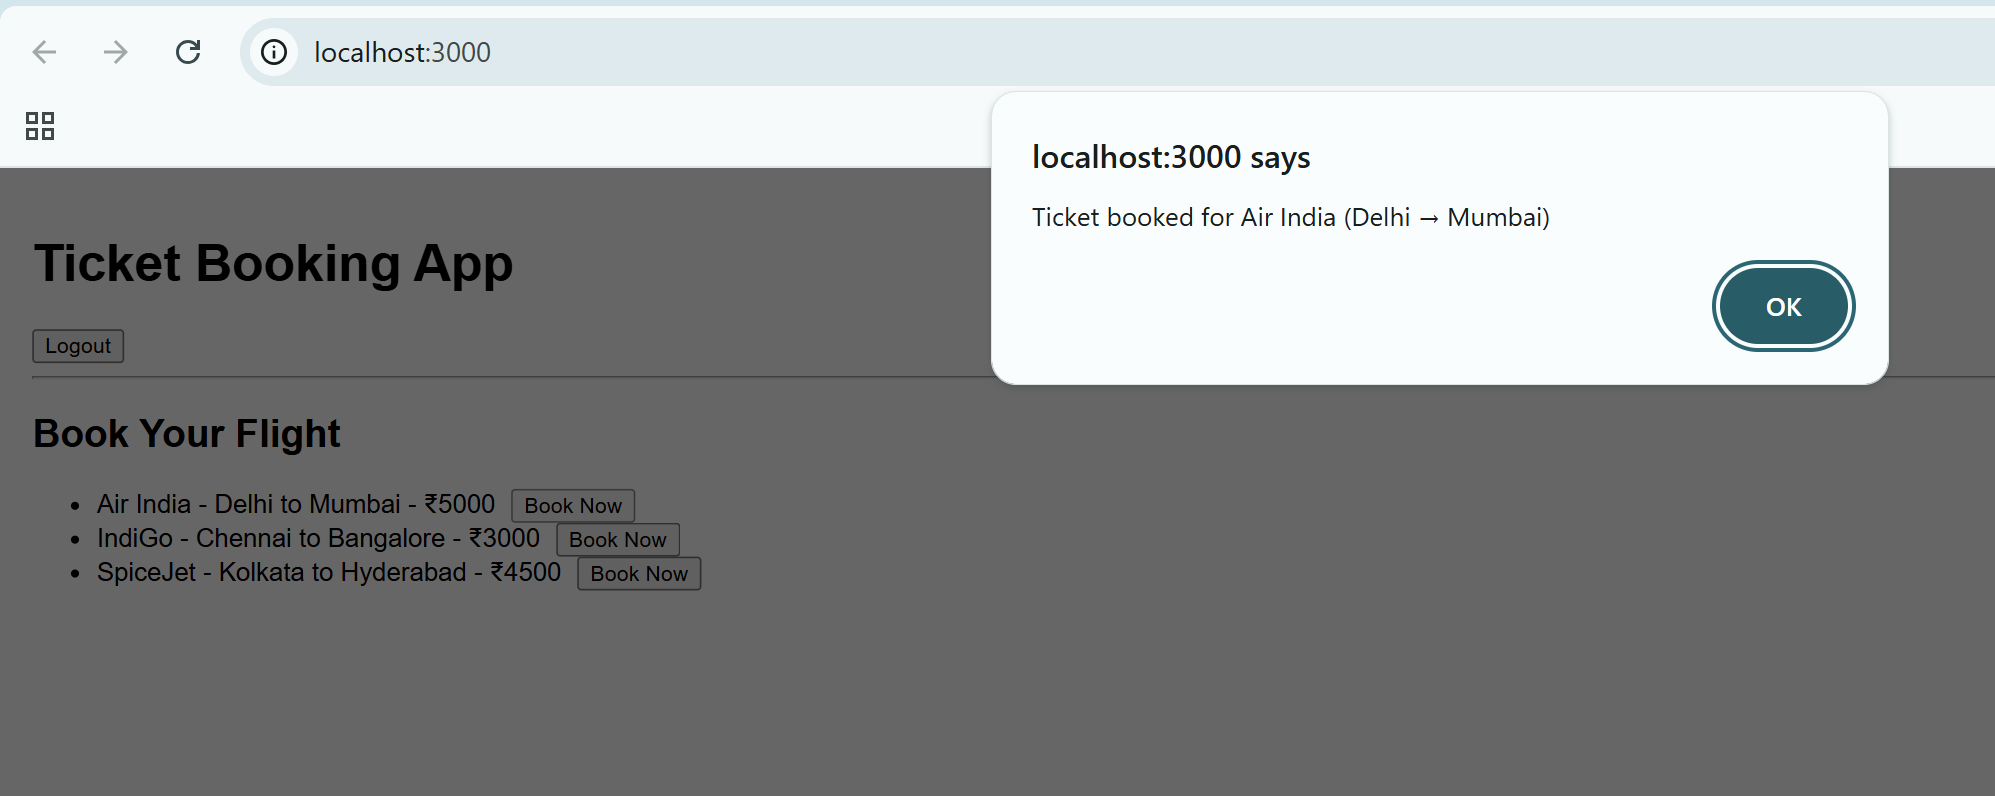 localhost:3000
localhost:3000 says
Ticket booked for Air India (Delhi → Mumbai)
OK
Ticket Booking App
Logout
Book Your Flight
• Air India - Delhi to Mumbai - ₹5000 Book Now
• IndiGo - Chennai to Bangalore - ₹3000 Book Now
• SpiceJet - Kolkata to Hyderabad - ₹4500 Book Now